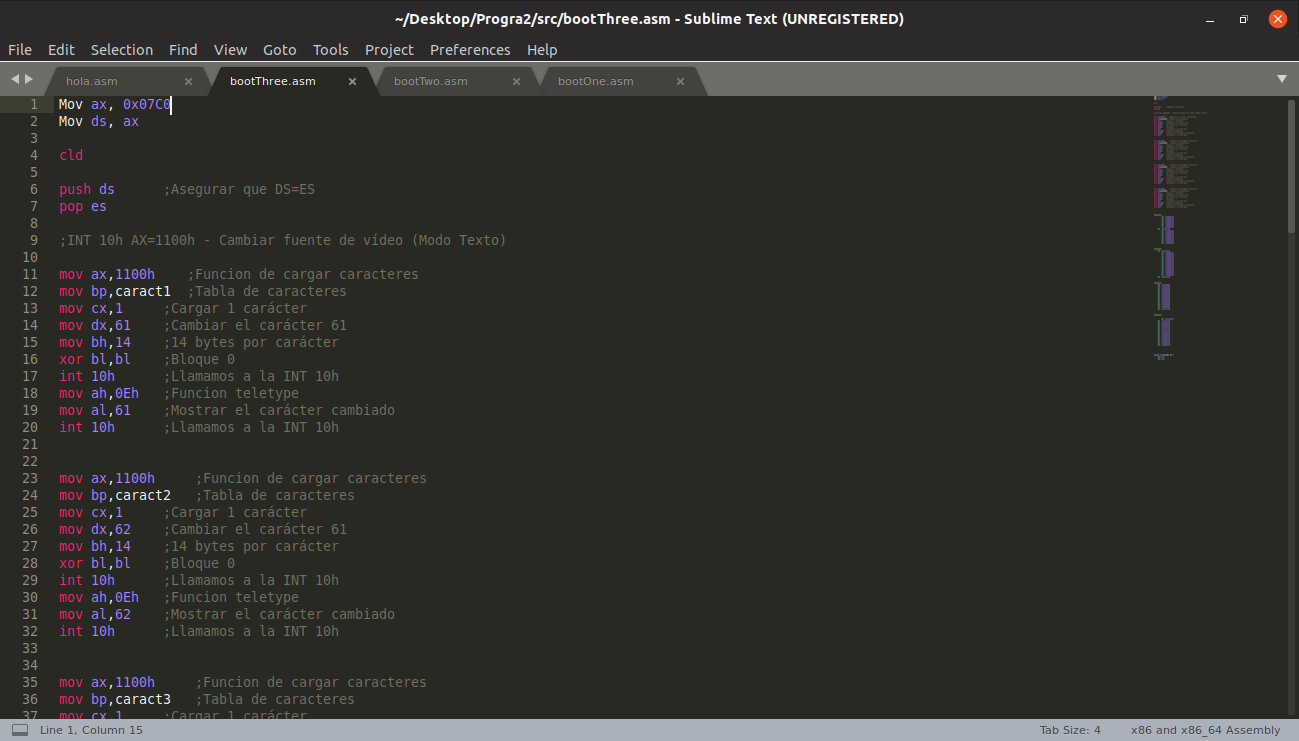 ~/Desktop/Progra2/src/bootThree.asm - Sublime Text (UNREGISTERED)
File Edit Selection Find View Goto Tools Project Preferences Help
hola.asm bootThree.asm bootTwo.asm bootOne.asm
1 Mov ax, 0x07C0
2 Mov ds, ax
3
4 cld
5
6 push ds ;Asegurar que DS=ES
7 pop es
8
9 ;INT 10h AX=1100h - Cambiar fuente de vídeo (Modo Texto)
10
11 mov ax,1100h ;Funcion de cargar caracteres
12 mov bp,caract1 ;Tabla de caracteres
13 mov cx,1 ;Cargar 1 carácter
14 mov dx,61 ;Cambiar el carácter 61
15 mov bh,14 ;14 bytes por carácter
16 xor bl,bl ;Bloque 0
17 int 10h ;Llamamos a la INT 10h
18 mov ah,0Eh ;Funcion teletype
19 mov al,61 ;Mostrar el carácter cambiado
20 int 10h ;Llamamos a la INT 10h
21
22
23 mov ax,1100h ;Funcion de cargar caracteres
24 mov bp,caract2 ;Tabla de caracteres
25 mov cx,1 ;Cargar 1 carácter
26 mov dx,62 ;Cambiar el carácter 61
27 mov bh,14 ;14 bytes por carácter
28 xor bl,bl ;Bloque 0
29 int 10h ;Llamamos a la INT 10h
30 mov ah,0Eh ;Funcion teletype
31 mov al,62 ;Mostrar el carácter cambiado
32 int 10h ;Llamamos a la INT 10h
33
34
35 mov ax,1100h ;Funcion de cargar caracteres
36 mov bp,caract3 ;Tabla de caracteres
37 mov cx,1 ;Cargar 1 carácter
Line 1, Column 15 Tab Size: 4 x86 and x86_64 Assembly